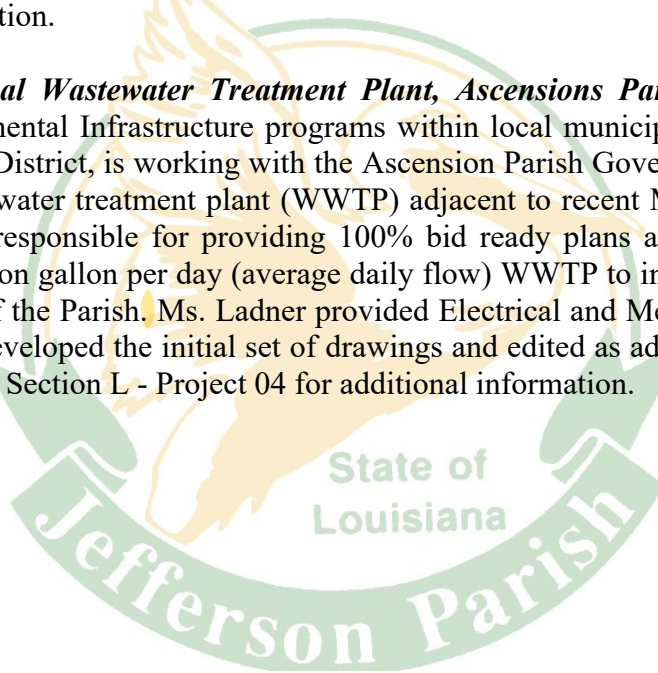 tion.
al Wastewater Treatment Plant, Ascensions Par
mental Infrastructure programs within local municip
District, is working with the Ascension Parish Gove
water treatment plant (WWTP) adjacent to recent M
responsible for providing 100% bid ready plans a
on gallon per day (average daily flow) WWTP to in
f the Parish. Ms. Ladner provided Electrical and Me
eveloped the initial set of drawings and edited as ad
Section L - Project 04 for additional information.
State of
Louisiana
Jefferson Parish